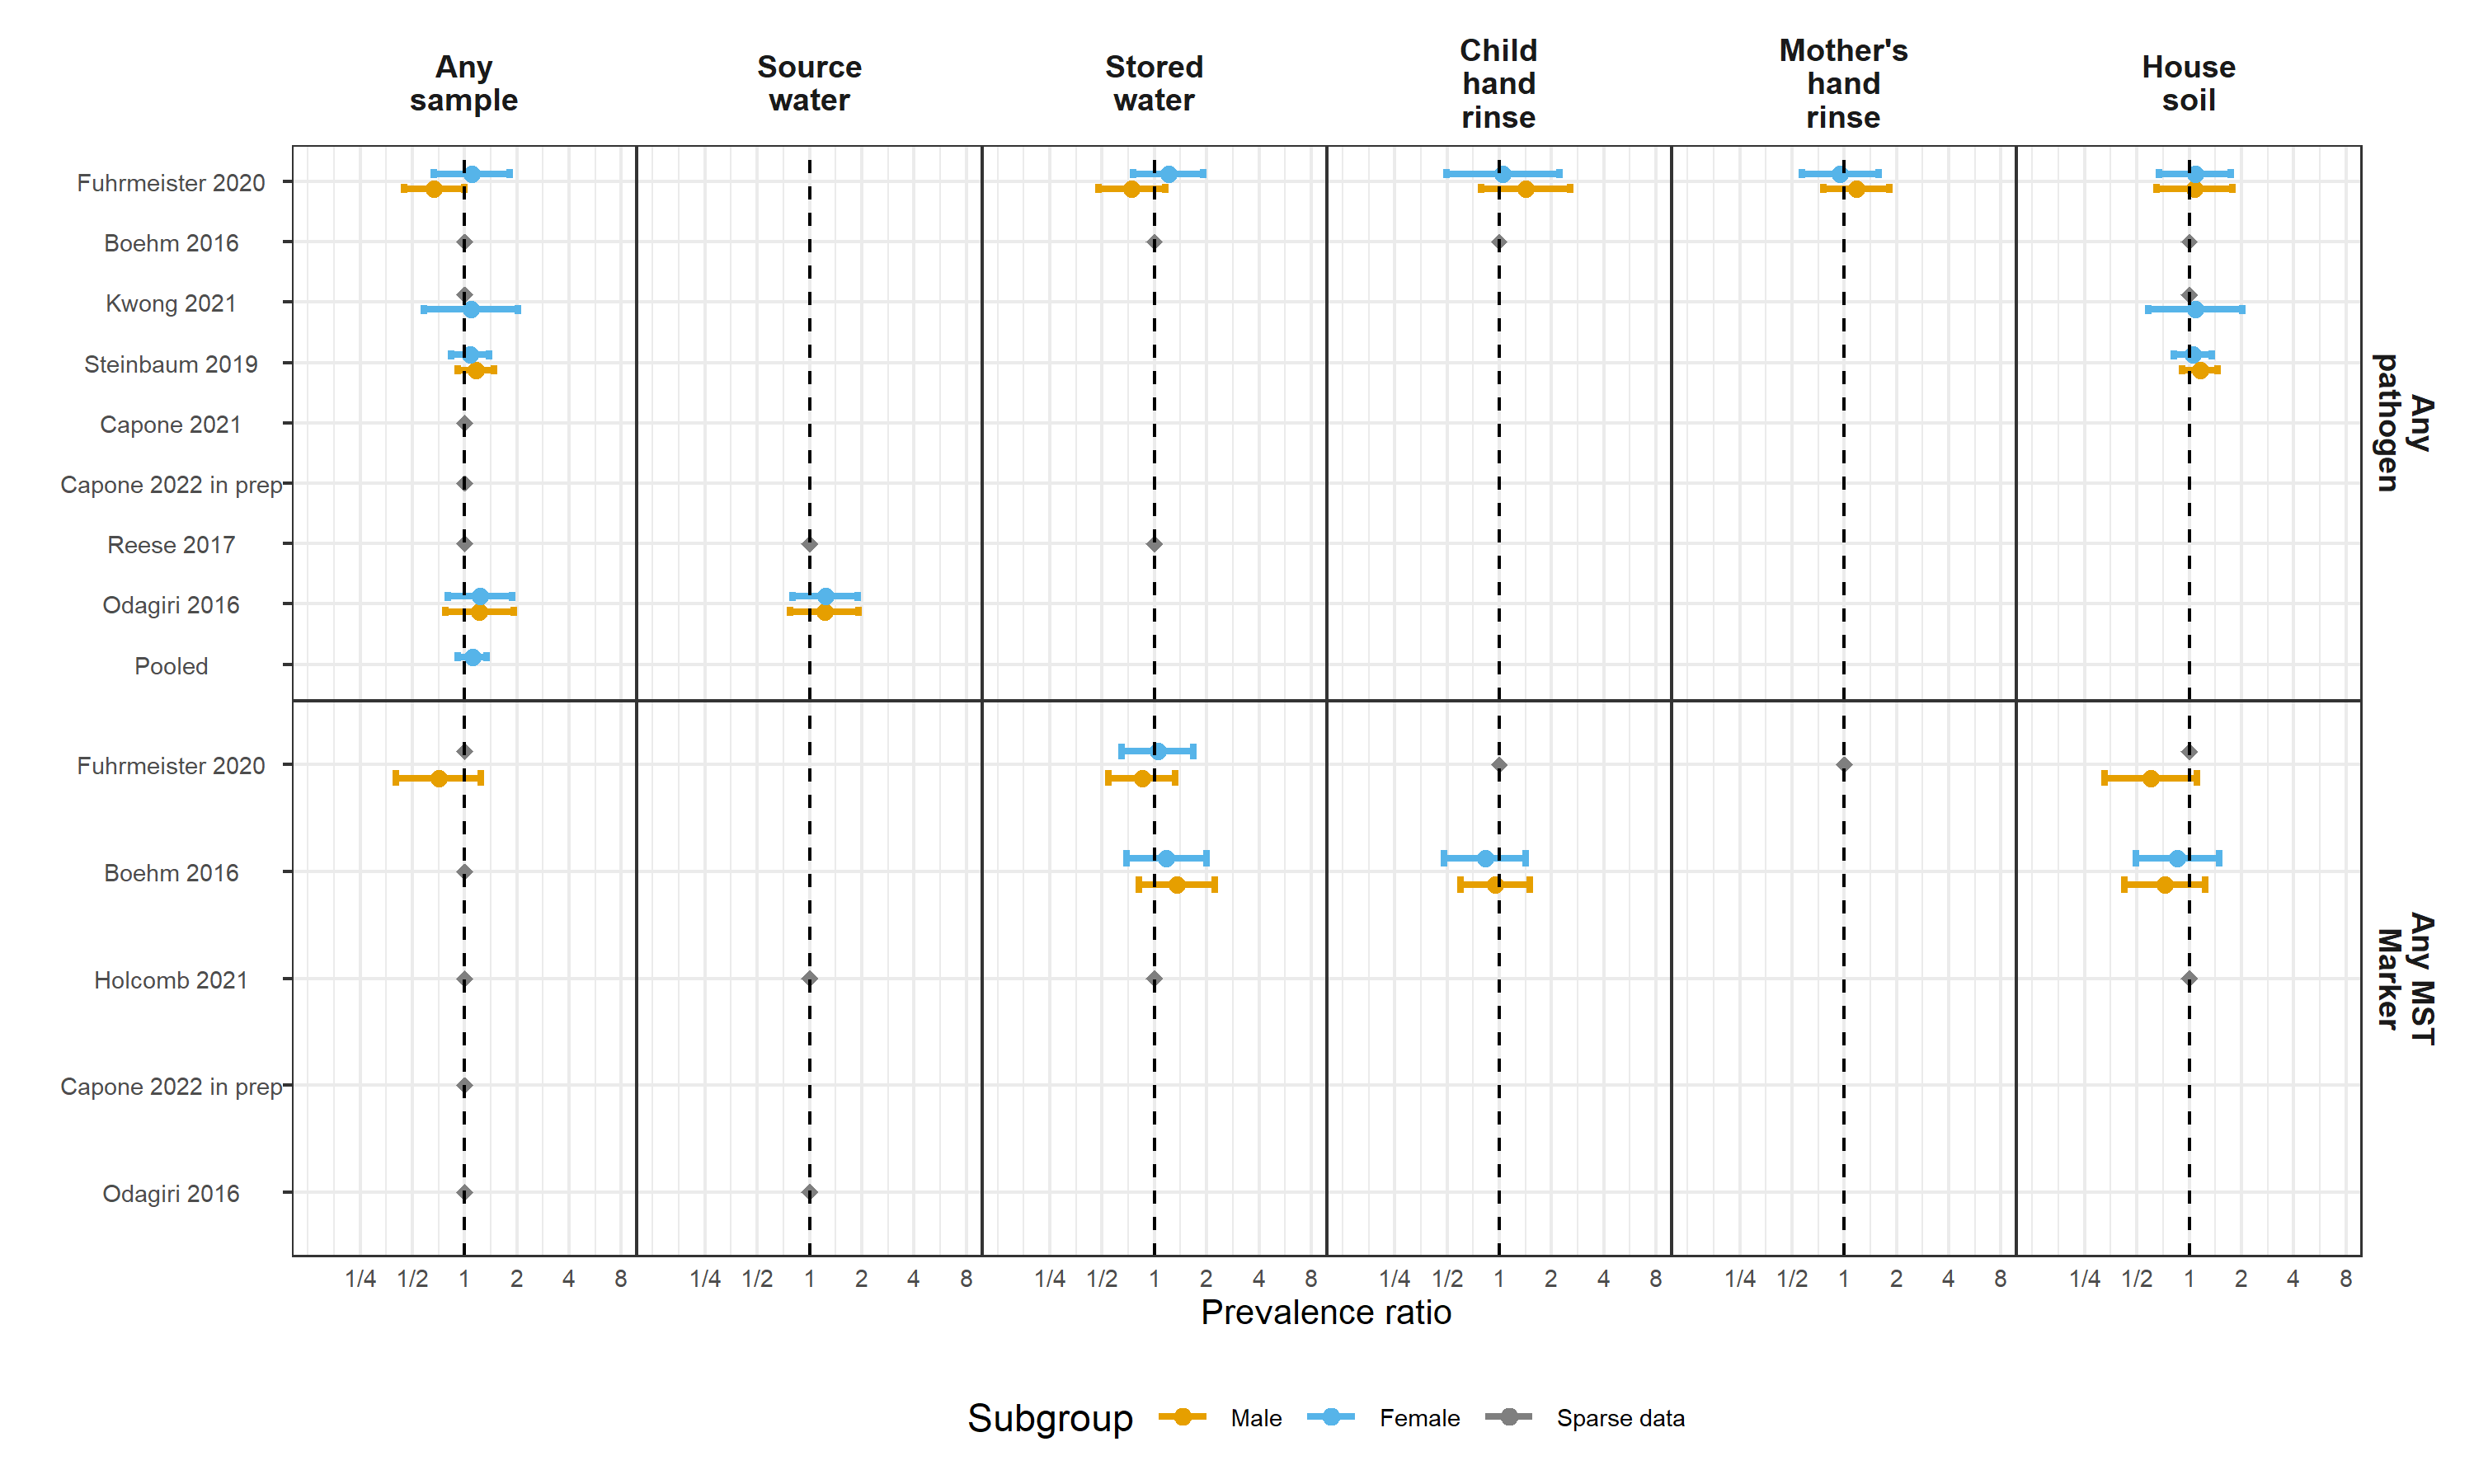 Any
sample
Source
water
Stored
water
Child
hand
rinse
Mother's
hand
rinse
House
soil
Fuhrmeister 2020
Boehm 2016
Kwong 2021
Steinbaum 2019
Capone 2021
Capone 2022 in prep
Reese 2017
Odagiri 2016
Pooled
Any
pathogen
Fuhrmeister 2020
Boehm 2016
Holcomb 2021
Capone 2022 in prep
Odagiri 2016
Any MST
Marker
1/4 1/2 1 2 4 8 1/4 1/2 1 2 4 8 1/4 1/2 1 2 4 8 1/4 1/2 1 2 4 8 1/4 1/2 1 2 4 8 1/4 1/2 1 2 4 8
Prevalence ratio
Subgroup Male Female Sparse data